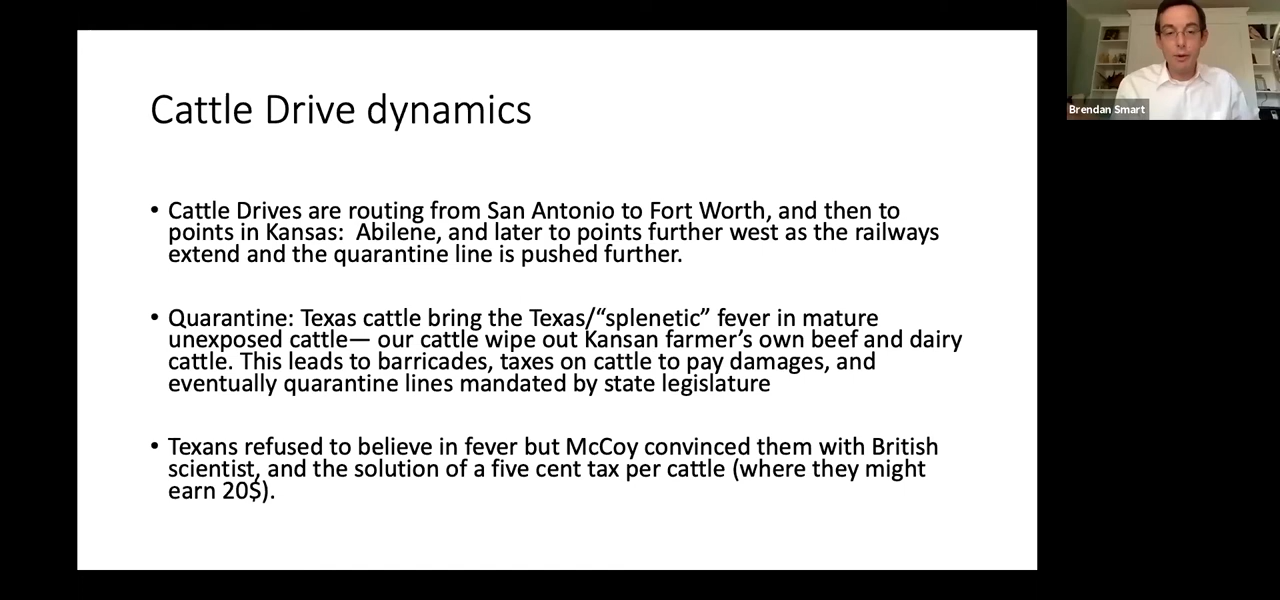 Cattle Drive dynamics
• Cattle Drives are routing from San Antonio to Fort Worth, and then to
points in Kansas:  Abilene, and later to points further west as the railways
extend and the quarantine line is pushed further.
• Quarantine: Texas cattle bring the Texas/“splenetic” fever in mature
unexposed cattle— our cattle wipe out Kansan farmer’s own beef and dairy
cattle. This leads to barricades, taxes on cattle to pay damages, and
eventually quarantine lines mandated by state legislature
• Texans refused to believe in fever but McCoy convinced them with British
scientist, and the solution of a five cent tax per cattle (where they might
earn 20$).
Brendan Smart